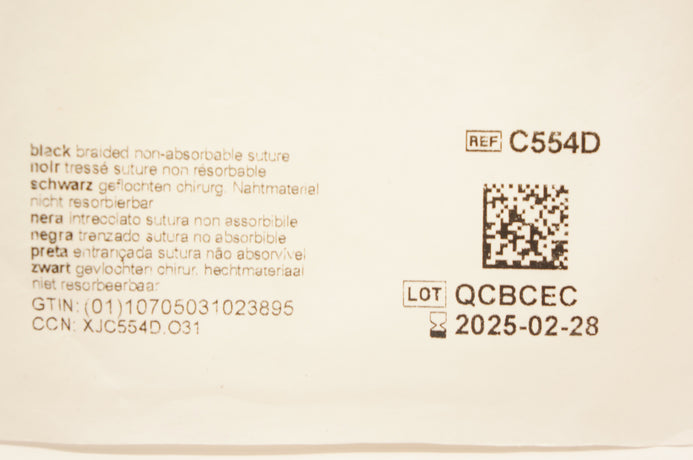 black braided non-absorbable suture
noir tressé suture non résorbable
schwarz geflochten chirurg. Nahtmaterial
nicht resorbierbar
nera intrecciato sutura non assorbibile
negra trenzado sutura no absorbible
preta entrançada sutura não absorvível
zwart gevlochten chirur. hechtmateriaal
niet resorbeerbaar
GTIN: (01)10705031023895
CCN: XJC554D.O31
REF C554D
LOT QCBCEC
2025-02-28